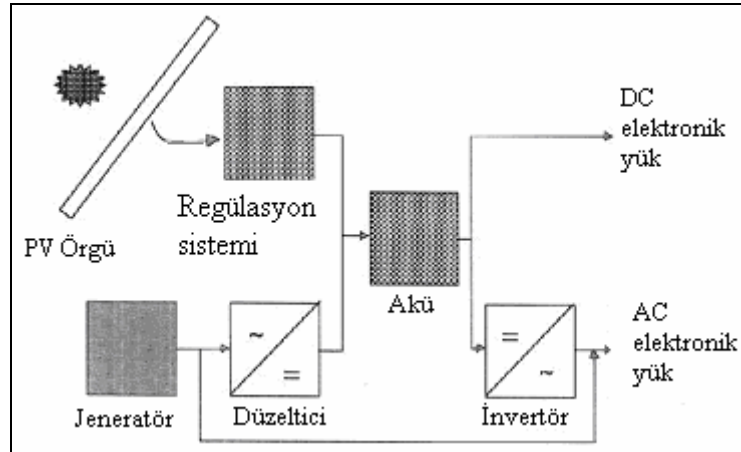 DC
elektronik
yük
Regülasyon
sistemi
PV Örgü
Akü
~
=
=
~
AC
elektronik
yük
Jeneratör
Düzeltici
İnvertör